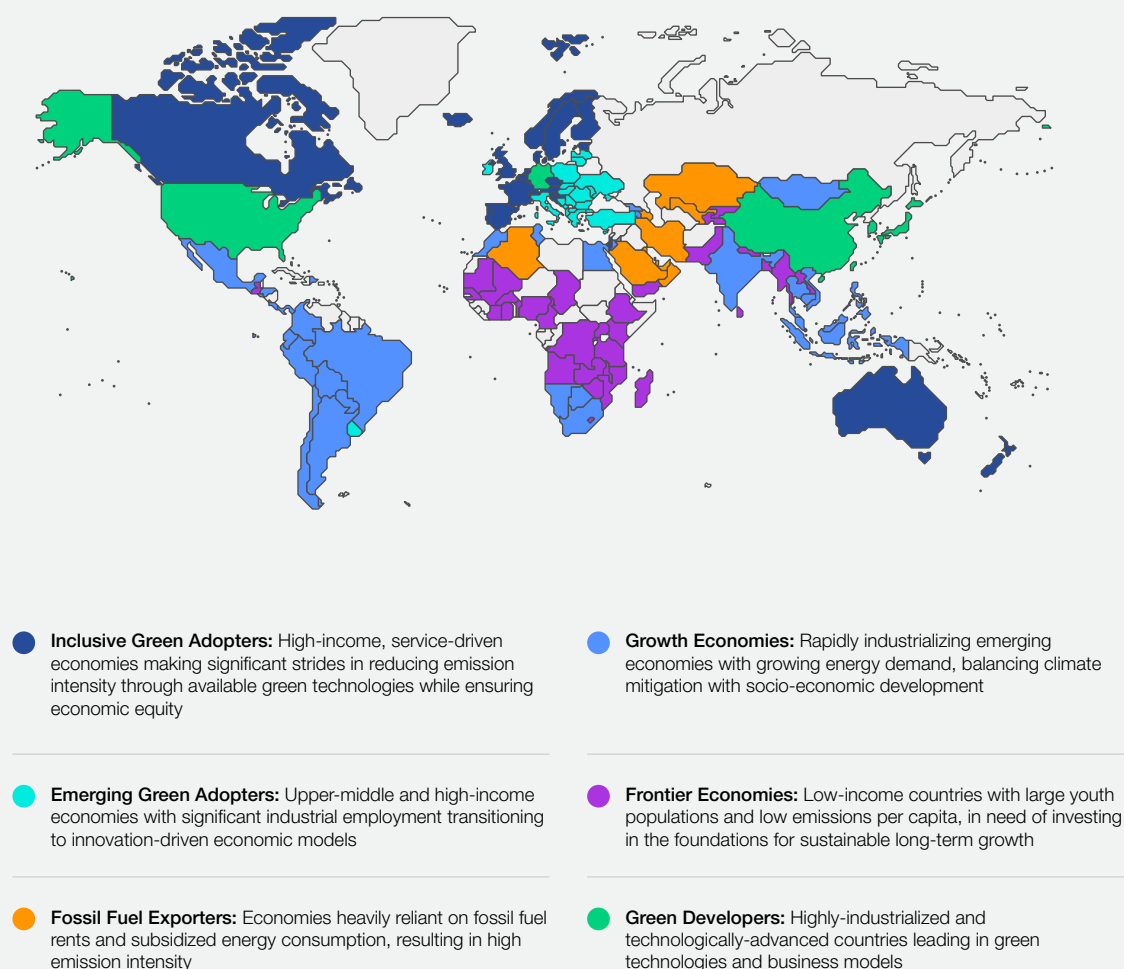 Inclusive Green Adopters: High-income, service-driven
economies making significant strides in reducing emission
intensity through available green technologies while ensuring
economic equity
Growth Economies: Rapidly industrializing emerging
economies with growing energy demand, balancing climate
mitigation with socio-economic development
Emerging Green Adopters: Upper-middle and high-income
economies with significant industrial employment transitioning
to innovation-driven economic models
Frontier Economies: Low-income countries with large youth
populations and low emissions per capita, in need of investing
in the foundations for sustainable long-term growth
Fossil Fuel Exporters: Economies heavily reliant on fossil fuel
rents and subsidized energy consumption, resulting in high
emission intensity
Green Developers: Highly-industrialized and
technologically-advanced countries leading in green
technologies and business models